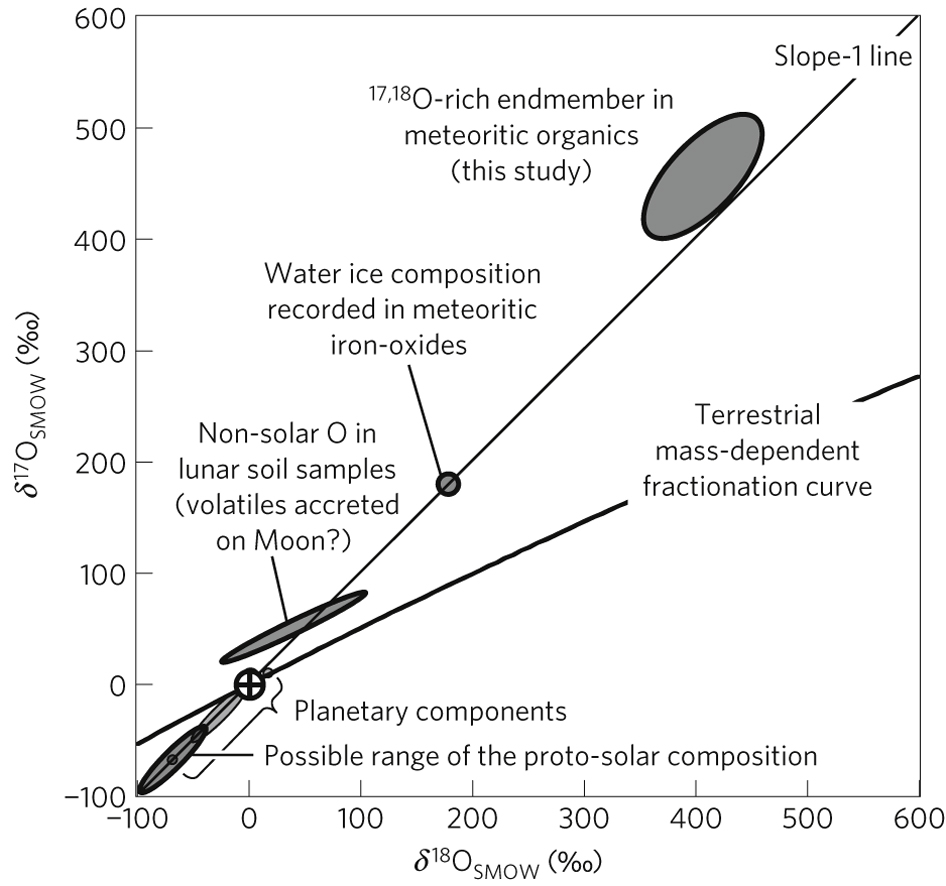 600
500
400
300
200
100
0
−100
δ¹⁷O_SMOW (‰)
Slope-1 line
¹⁷,¹⁸O-rich endmember in
meteoritic organics
(this study)
Water ice composition
recorded in meteoritic
iron-oxides
Terrestrial
mass-dependent
fractionation curve
Non-solar O in
lunar soil samples
(volatiles accreted
on Moon?)
Planetary components
Possible range of the proto-solar composition
−100 0 100 200 300 400 500 600
δ¹⁸O_SMOW (‰)